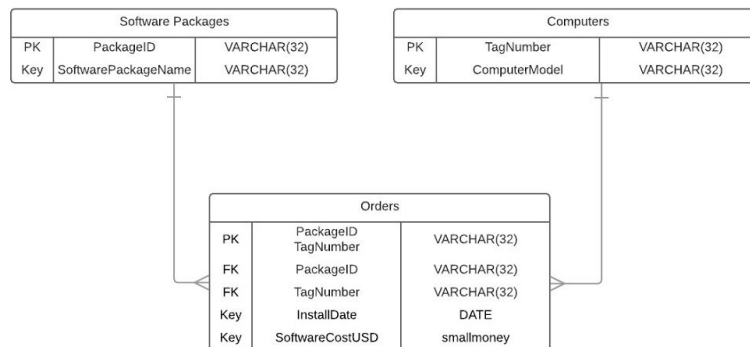 Software Packages
PK PackageID VARCHAR(32)
Key SoftwarePackageName VARCHAR(32)
Computers
PK TagNumber VARCHAR(32)
Key ComputerModel VARCHAR(32)
Orders
PK PackageID TagNumber VARCHAR(32)
FK PackageID VARCHAR(32)
FK TagNumber VARCHAR(32)
Key InstallDate DATE
Key SoftwareCostUSD smallmoney